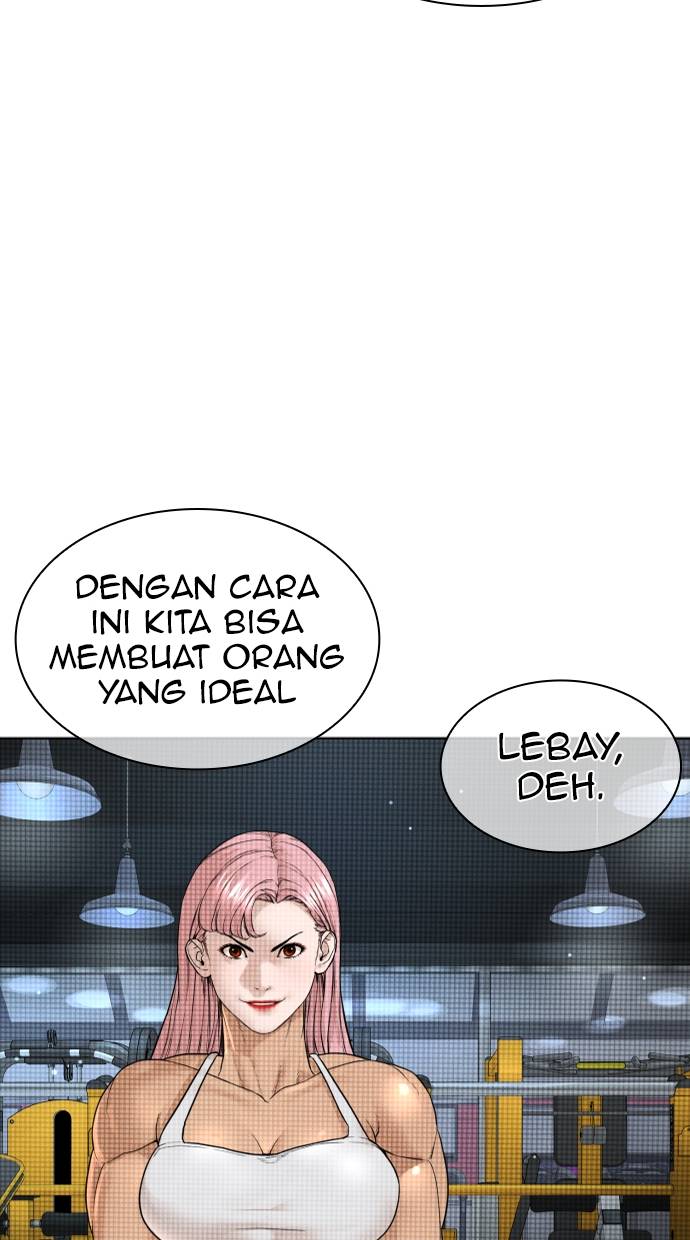 DENGAN CARA
INI KITA BISA
MEMBUAT ORANG
YANG IDEAL
LEBAY,
DEH.